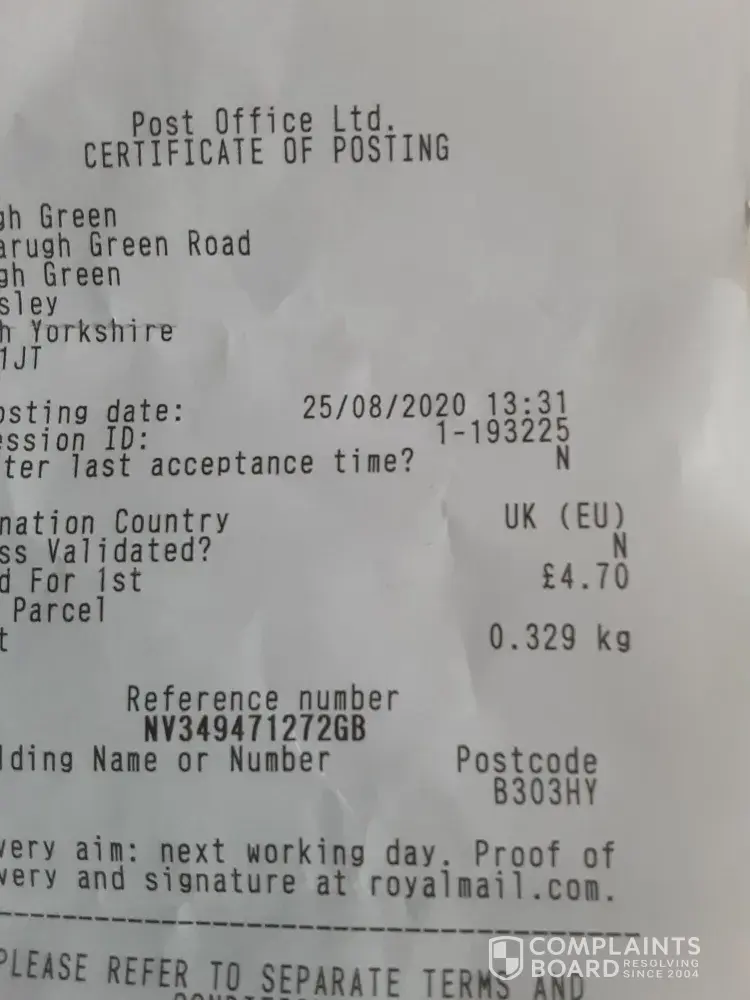 Post Office Ltd.
CERTIFICATE OF POSTING
gh Green
arugh Green Road
gh Green
sley
h Yorkshire
1JT
osting date: 25/08/2020 13:31
ession ID: 1-193225
ter last acceptance time? N
nation Country UK (EU)
ss Validated? N
d For 1st £4.70
Parcel
t 0.329 kg
Reference number
NV349471272GB
lding Name or Number Postcode
B303HY
very aim: next working day. Proof of
very and signature at royalmail.com.
PLEASE REFER TO SEPARATE TERMS AND
COMPLAINTS
BOARD RESOLVING
SINCE 2004